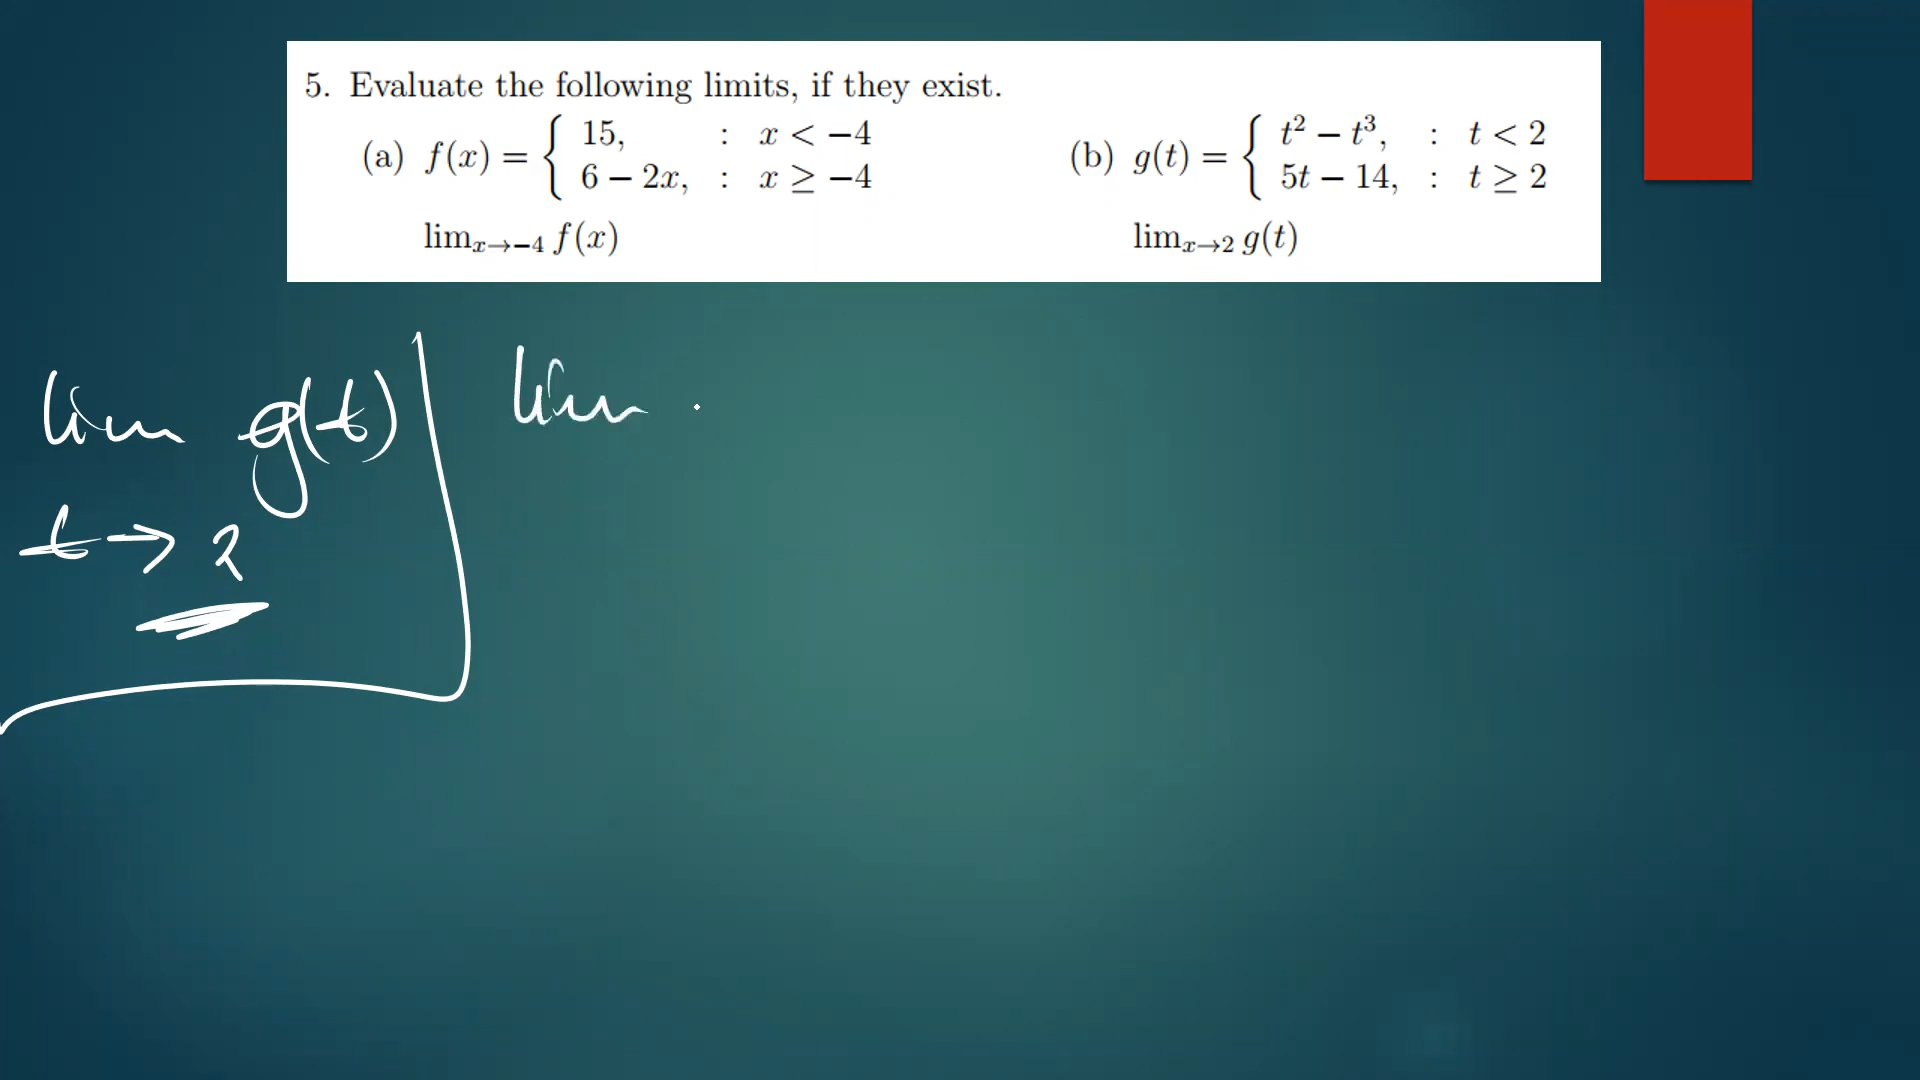 5. Evaluate the following limits, if they exist.
(a) f(x) = { 15, : x < −4
6 − 2x, : x ≥ −4
lim_{x→−4} f(x)
(b) g(t) = { t² − t³, : t < 2
5t − 14, : t ≥ 2
lim_{x→2} g(t)
lim g(t)
t → 2
lim